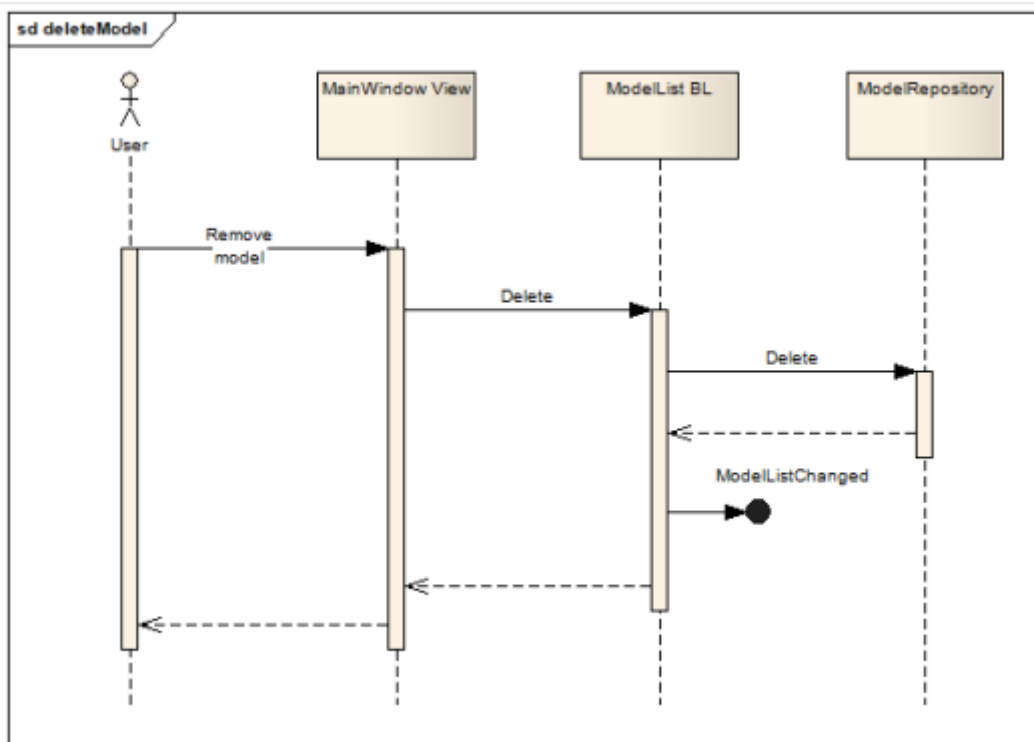 sd deleteModel
User
MainWindow View
ModelList BL
ModelRepository
Remove
model
Delete
Delete
ModelListChanged